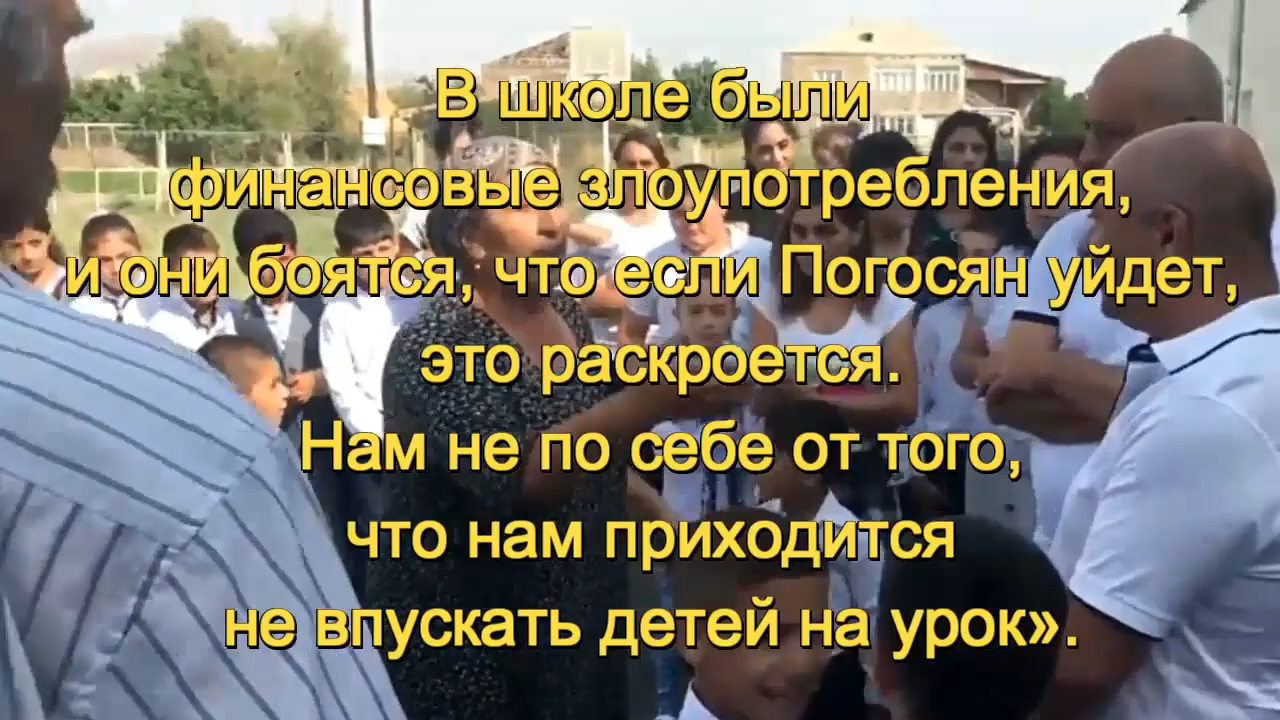 В школе были
финансовые злоупотребления,
и они боятся, что если Погосян уйдет,
это раскроется.
Нам не по себе от того,
что нам приходится
не впускать детей на урок».